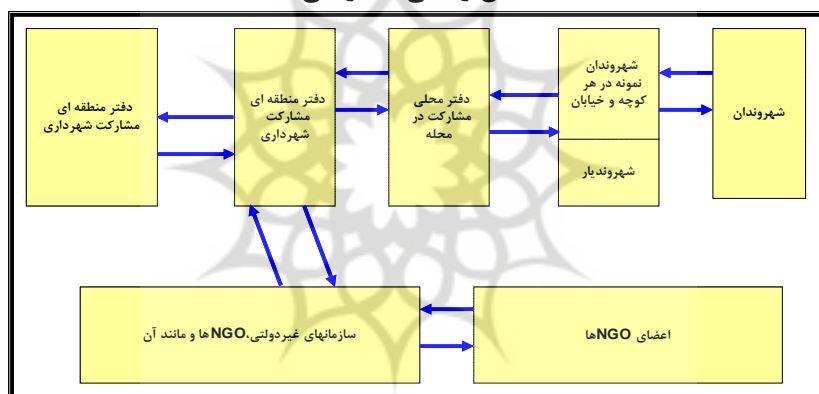 شهروندان
شهروندان
نمونه در هر
کوچه و خیابان
شهروندیار
دفتر محلی
مشارکت در
محله
دفتر منطقه ای
مشارکت
شهرداری
دفتر منطقه ای
مشارکت شهرداری
اعضای NGOها
سازمانهای غیردولتی،NGOها و مانند آن